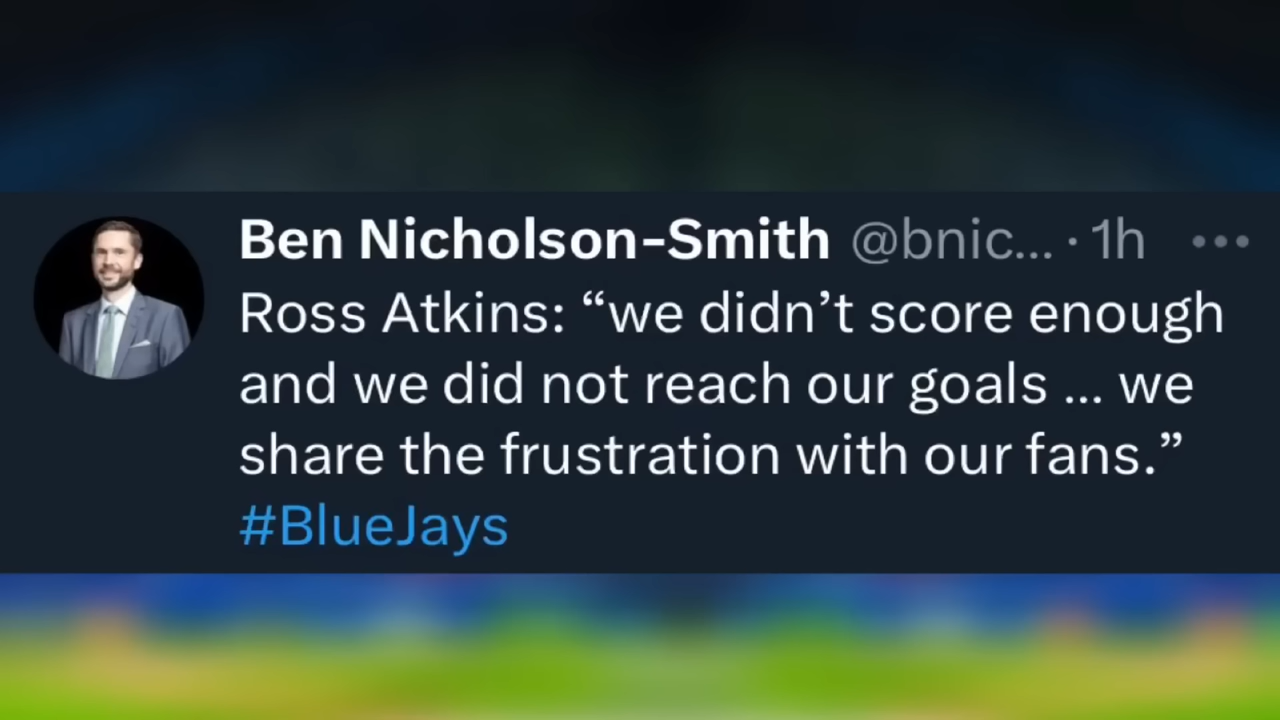 Ben Nicholson-Smith @bnic... · 1h ...
Ross Atkins: “we didn’t score enough
and we did not reach our goals ... we
share the frustration with our fans.”
#BlueJays